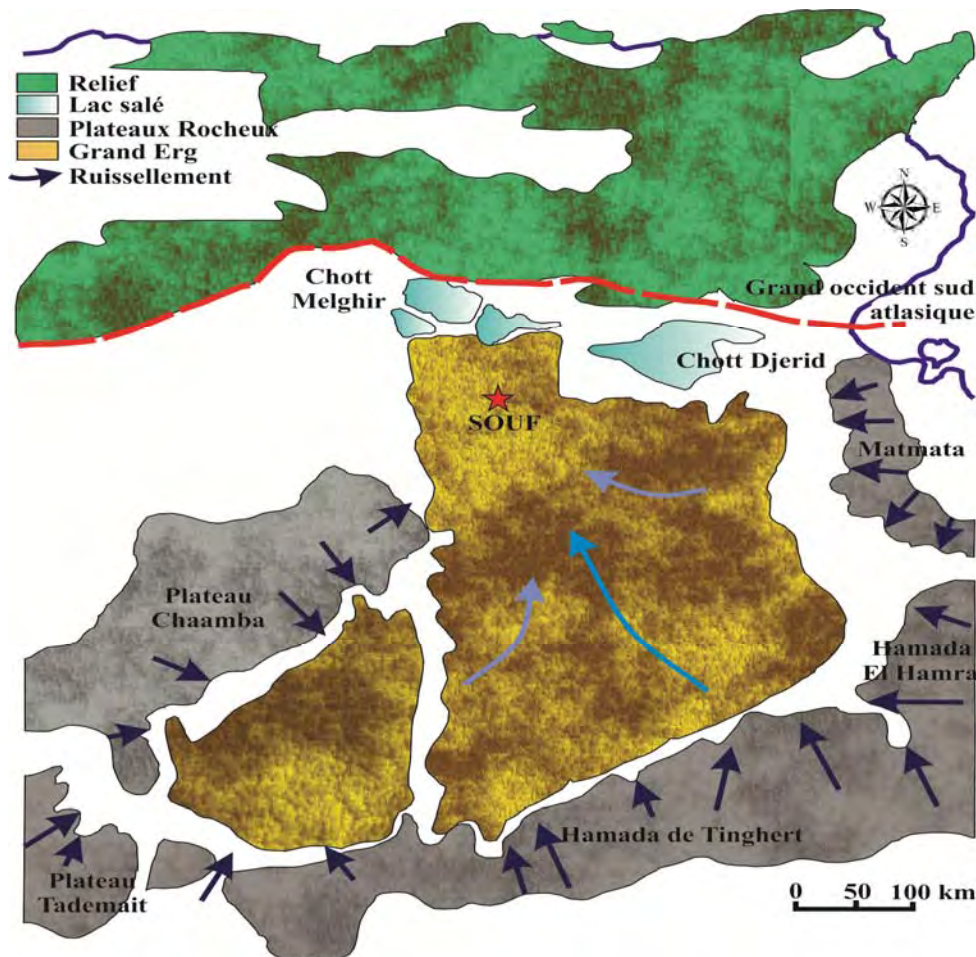 Relief
Lac salé
Plateaux Rocheux
Grand Erg
Ruissellement
N
W
E
S
Chott
Melghir
Grand occident sud
atlasique
Chott Djerid
SOUF
Matmata
Plateau
Chaamba
Hamada
El Hamra
Hamada de Tinghert
Plateau
Tademait
0 50 100 km